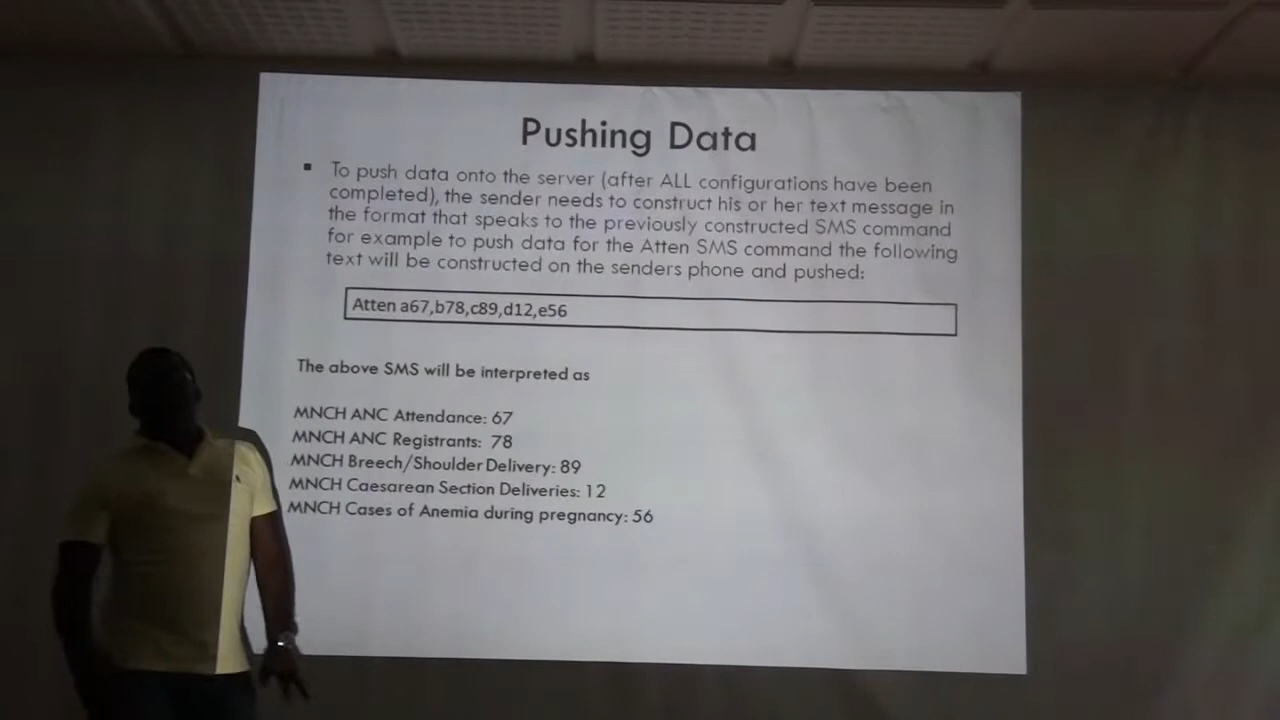 Pushing Data
▪ To push data onto the server (after ALL configurations have been
completed), the sender needs to construct his or her text message in
the format that speaks to the previously constructed SMS command
for example to push data for the Atten SMS command the following
text will be constructed on the senders phone and pushed:
Atten a67,b78,c89,d12,e56
The above SMS will be interpreted as
MNCH ANC Attendance: 67
MNCH ANC Registrants: 78
MNCH Breech/Shoulder Delivery: 89
MNCH Caesarean Section Deliveries: 12
MNCH Cases of Anemia during pregnancy: 56